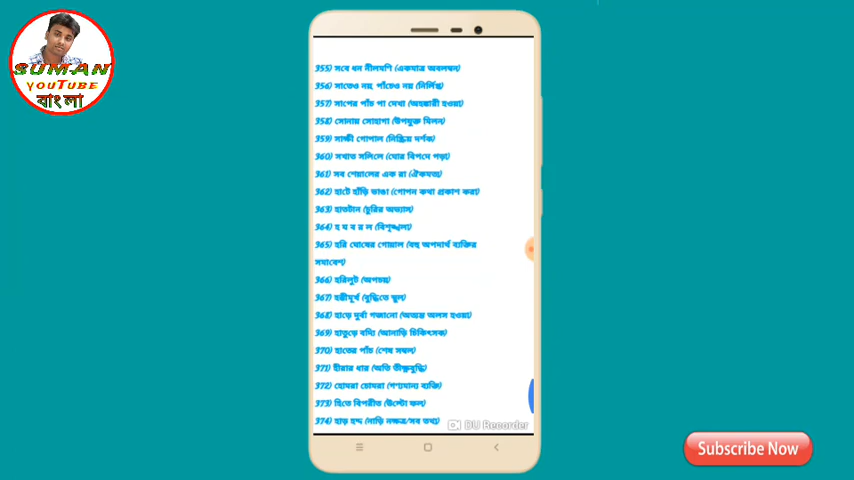 SUMAN
YOUTUBE
বাংলা
355) সবে ধন নীলমণি (একমাত্র অবলম্বন)
356) সাতেও নয়, পাঁচেও নয় (নির্লিপ্ত)
357) সাপের পাঁচ পা দেখা (অহঙ্কারী হওয়া)
358) সোনায় সোহাগা (উপযুক্ত মিলন)
359) সাক্ষী গোপাল (নিষ্ক্রিয় দর্শক)
360) সখাত সলিলে (ঘোর বিপদে পড়া)
361) সব শেয়ালের এক রা (ঐকমত্য)
362) হাটে হাঁড়ি ভাঙা (গোপন কথা প্রকাশ করা)
363) হাতটান (চুরির অভ্যাস)
364) হ য ব র ল (বিশৃঙ্খলা)
365) হরি ঘোষের গোয়াল (বহু অপদার্থ ব্যক্তির
সমাবেশ)
366) হরিলুট (অপচয়)
367) হস্তীমূর্খ (বুদ্ধিতে স্থুল)
368) হাড়ে দুর্বা গজানো (অত্যন্ত অলস হওয়া)
369) হাতুড়ে বদ্যি (আনাড়ি চিকিৎসক)
370) হাতের পাঁচ (শেষ সম্বল)
371) হীরার ধার (অতি তীক্ষ্ণবুদ্ধি)
372) হোমরা চোমরা (গণ্যমান্য ব্যক্তি)
373) হিতে বিপরীত (উল্টো ফল)
374) হাড় হদ্দ (নাড়ি নক্ষত্র/সব তথ্য)
DU Recorder
Subscribe Now